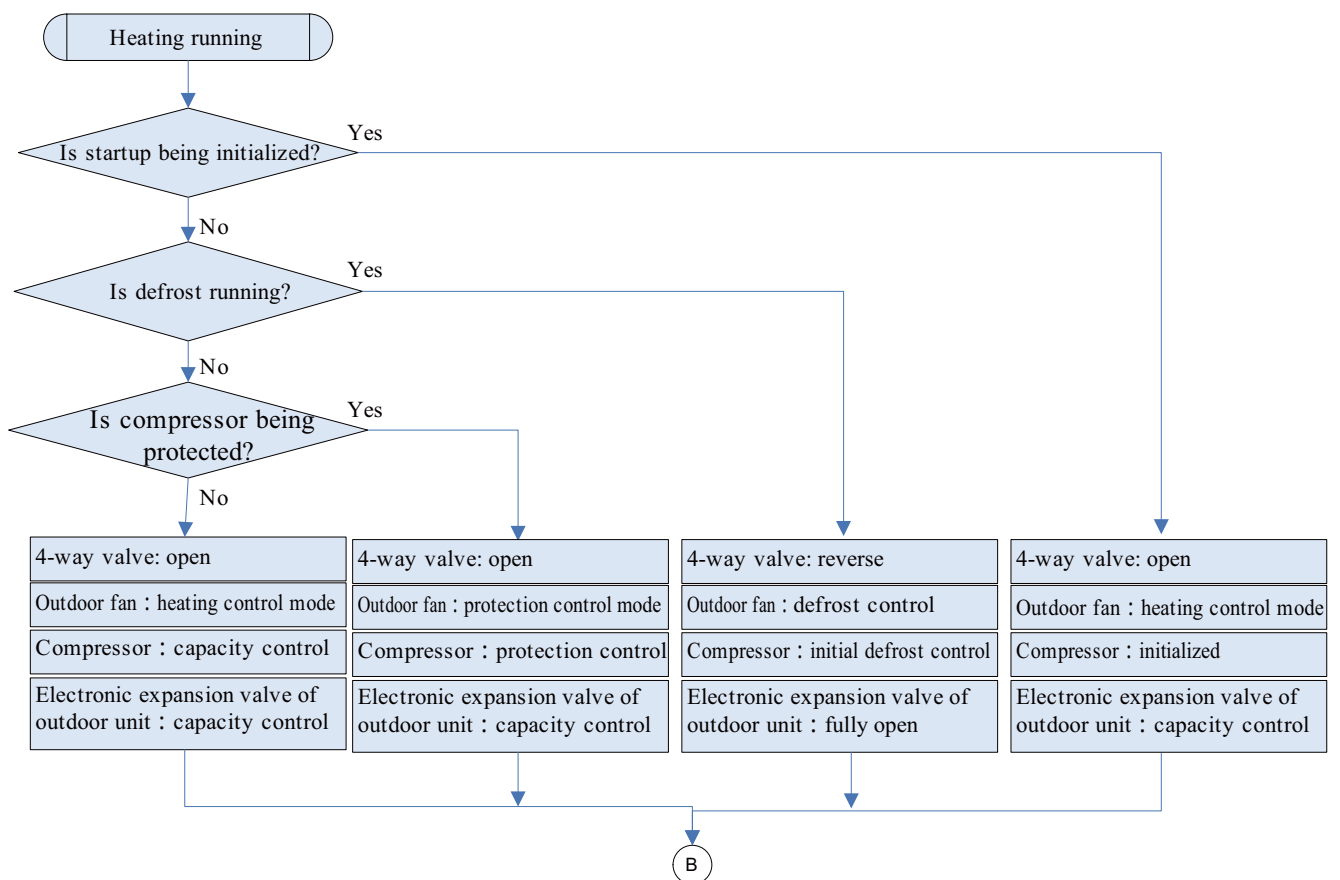 Heating running
Is startup being initialized?
Yes
No
Is defrost running?
Yes
No
Is compressor being
protected?
Yes
No
4-way valve: open
Outdoor fan：heating control mode
Compressor：capacity control
Electronic expansion valve of
outdoor unit：capacity control
4-way valve: open
Outdoor fan：protection control mode
Compressor：protection control
Electronic expansion valve of
outdoor unit：capacity control
4-way valve: reverse
Outdoor fan：defrost control
Compressor：initial defrost control
Electronic expansion valve of
outdoor unit：fully open
4-way valve: open
Outdoor fan：heating control mode
Compressor：initialized
Electronic expansion valve of
outdoor unit：capacity control
B